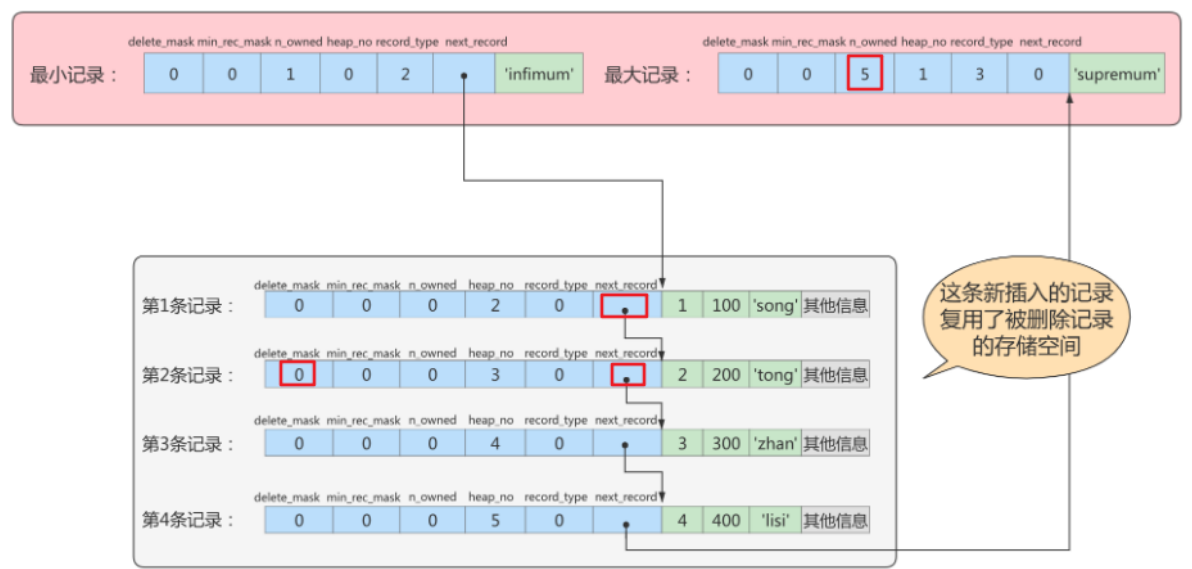 delete_mask min_rec_mask n_owned heap_no record_type next_record
最小记录： 0 0 1 0 2 'infimum'
delete_mask min_rec_mask n_owned heap_no record_type next_record
最大记录： 0 0 5 1 3 0 'supremum'
delete_mask min_rec_mask n_owned heap_no record_type next_record
第1条记录： 0 0 0 2 0 1 100 'song' 其他信息
delete_mask min_rec_mask n_owned heap_no record_type next_record
第2条记录： 0 0 0 3 0 2 200 'tong' 其他信息
delete_mask min_rec_mask n_owned heap_no record_type next_record
第3条记录： 0 0 0 4 0 3 300 'zhan' 其他信息
delete_mask min_rec_mask n_owned heap_no record_type next_record
第4条记录： 0 0 0 5 0 4 400 'lisi' 其他信息
这条新插入的记录
复用了被删除记录
的存储空间